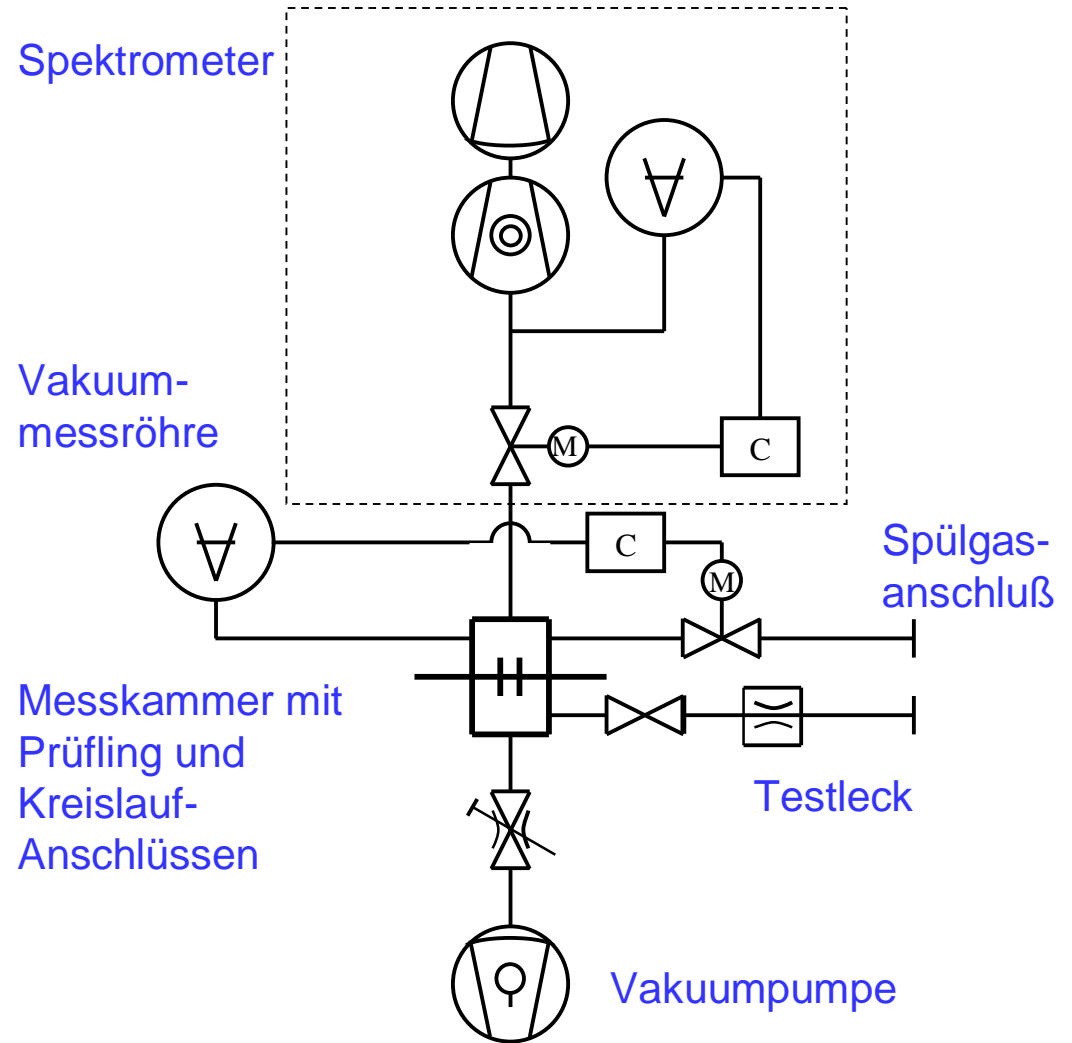 Spektrometer
Vakuum-
messröhre
M
C
C
M
Spülgas-
anschluß
Messkammer mit
Prüfling und
Kreislauf-
Anschlüssen
Testleck
Vakuumpumpe